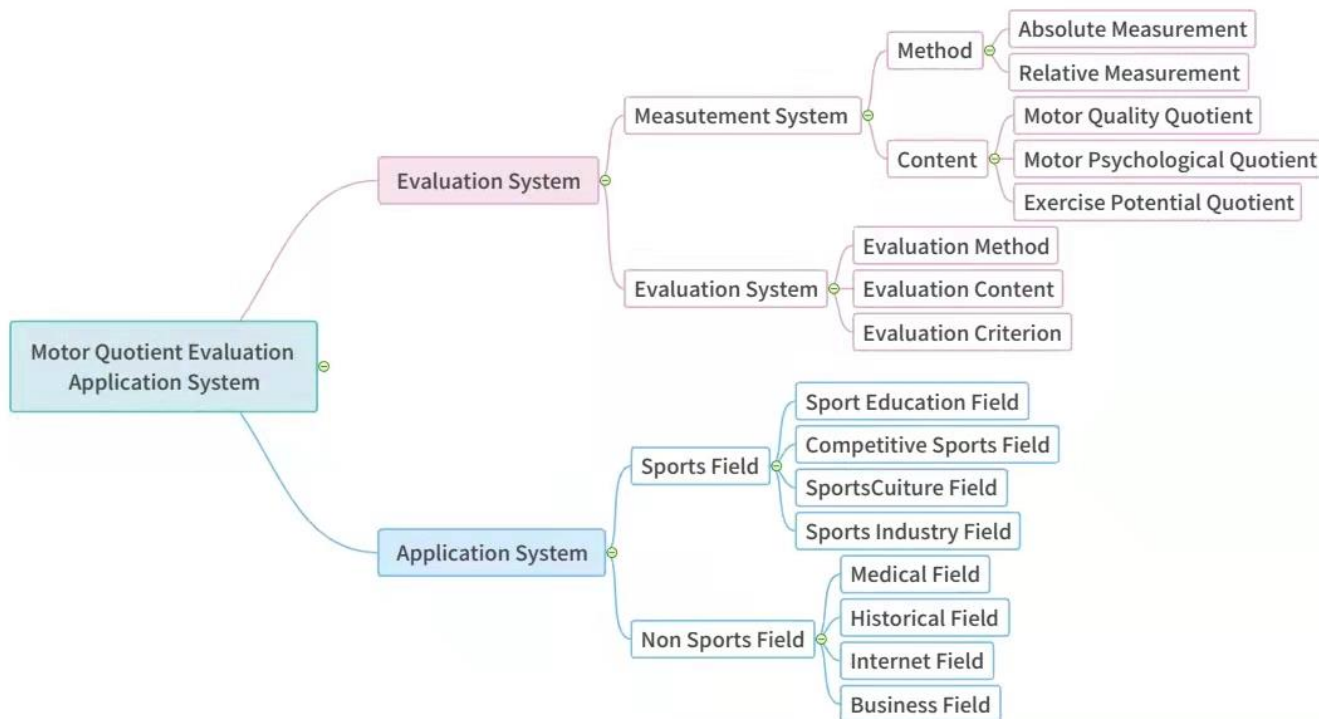 Absolute Measurement
Method
Relative Measurement
Measutement System
Motor Quality Quotient
Content
Motor Psychological Quotient
Evaluation System
Exercise Potential Quotient
Evaluation Method
Evaluation System
Evaluation Content
Evaluation Criterion
Motor Quotient Evaluation
Application System
Sport Education Field
Competitive Sports Field
Sports Field
SportsCuiture Field
Sports Industry Field
Application System
Medical Field
Historical Field
Non Sports Field
Internet Field
Business Field